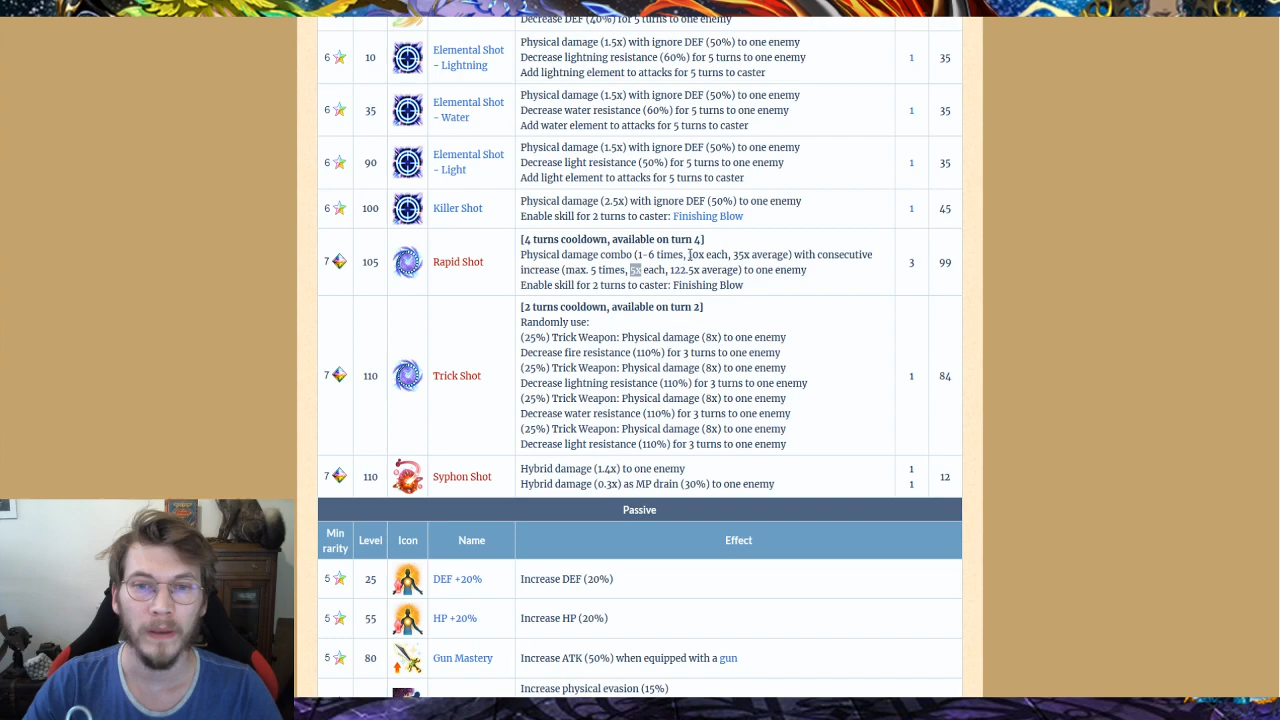 Decrease DEF (40%) for 5 turns to one enemy
6 10 Elemental Shot - Lightning
Physical damage (1.5x) with ignore DEF (50%) to one enemy
Decrease lightning resistance (60%) for 5 turns to one enemy
Add lightning element to attacks for 5 turns to caster
1 35
6 35 Elemental Shot - Water
Physical damage (1.5x) with ignore DEF (50%) to one enemy
Decrease water resistance (60%) for 5 turns to one enemy
Add water element to attacks for 5 turns to caster
1 35
6 90 Elemental Shot - Light
Physical damage (1.5x) with ignore DEF (50%) to one enemy
Decrease light resistance (50%) for 5 turns to one enemy
Add light element to attacks for 5 turns to caster
1 35
6 100 Killer Shot
Physical damage (2.5x) with ignore DEF (50%) to one enemy
Enable skill for 2 turns to caster: Finishing Blow
1 45
7 105 Rapid Shot
[4 turns cooldown, available on turn 4]
Physical damage combo (1-6 times, 10x each, 35x average) with consecutive
increase (max. 5 times, 5x each, 122.5x average) to one enemy
Enable skill for 2 turns to caster: Finishing Blow
3 99
7 110 Trick Shot
[2 turns cooldown, available on turn 2]
Randomly use:
(25%) Trick Weapon: Physical damage (8x) to one enemy
Decrease fire resistance (110%) for 3 turns to one enemy
(25%) Trick Weapon: Physical damage (8x) to one enemy
Decrease lightning resistance (110%) for 3 turns to one enemy
(25%) Trick Weapon: Physical damage (8x) to one enemy
Decrease water resistance (110%) for 3 turns to one enemy
(25%) Trick Weapon: Physical damage (8x) to one enemy
Decrease light resistance (110%) for 3 turns to one enemy
1 84
7 110 Syphon Shot
Hybrid damage (1.4x) to one enemy 1
Hybrid damage (0.3x) as MP drain (30%) to one enemy 1
12
Passive
Min rarity Level Icon Name Effect
5 25 DEF +20% Increase DEF (20%)
5 55 HP +20% Increase HP (20%)
5 80 Gun Mastery Increase ATK (50%) when equipped with a gun
Increase physical evasion (15%)